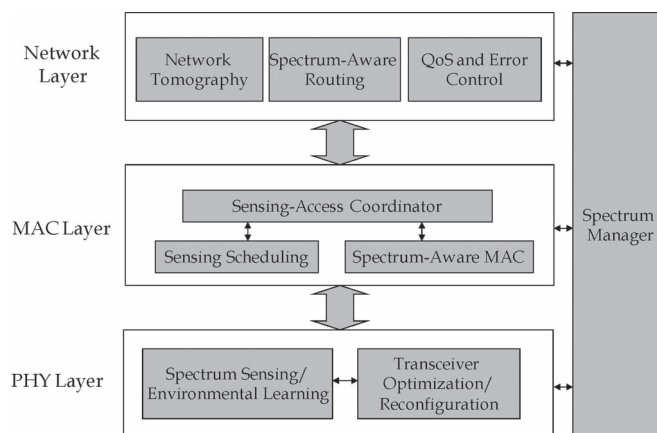 Network
Layer
Network
Tomography
Spectrum-Aware
Routing
QoS and Error
Control
MAC Layer
Sensing-Access Coordinator
Sensing Scheduling
Spectrum-Aware MAC
Spectrum
Manager
PHY Layer
Spectrum Sensing/
Environmental Learning
Transceiver
Optimization/
Reconfiguration